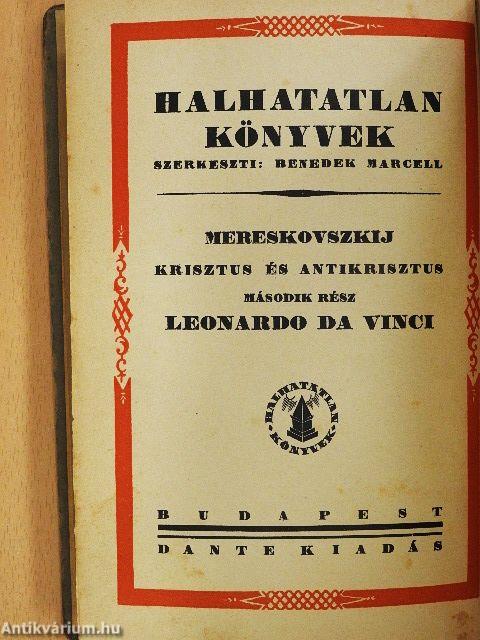 HALHATATLAN
KÖNYVEK
SZERKESZTI: BENEDEK MARCELL
MERESKOVSZKIJ
KRISZTUS ÉS ANTIKRISZTUS
MÁSODIK RÉSZ
LEONARDO DA VINCI
HALHATATLAN
KÖNYVEK
BUDAPEST
DANTE KIADÁS
Antikvárium.hu